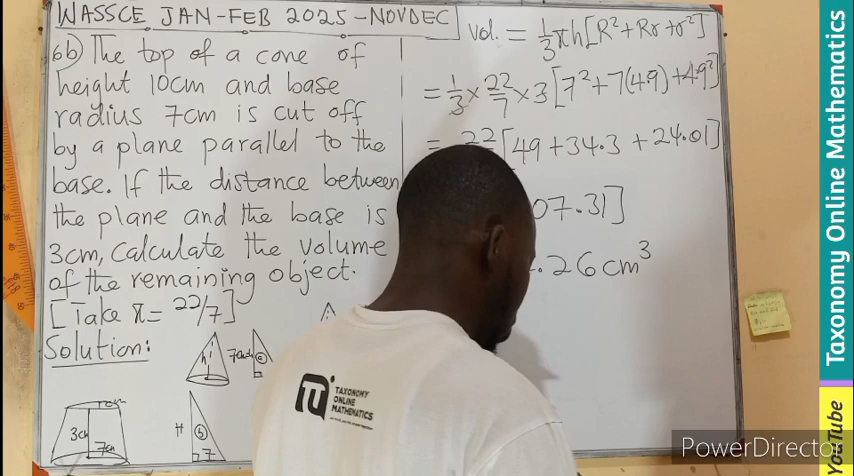 WASSCE JAN-FEB 2025-NOVDEC
6b) The top of a cone of
height 10cm and base
radius 7cm is cut off
by a plane parallel to the
base. If the distance between
the plane and the base is
3cm, calculate the volume
of the remaining object.
[Take π = 22/7]
Solution:
h 7cm
3cm 7cm
H b 7
Vol. = 1/3 πh[R²+Rr+r²]
= 1/3 × 22/7 × 3[7²+7(4.9)+4.9²]
= 22 [49+34.3+24.01]
07.31]
.26cm³
TAXONOMY
ONLINE
MATHEMATICS
PowerDirector
Taxonomy Online Mathematics
YouTube